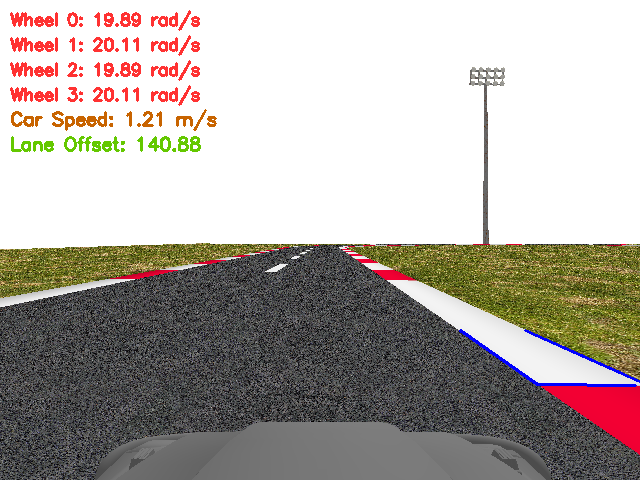 Wheel 0: 19.89 rad/s
Wheel 1: 20.11 rad/s
Wheel 2: 19.89 rad/s
Wheel 3: 20.11 rad/s
Car Speed: 1.21 m/s
Lane Offset: 140.88